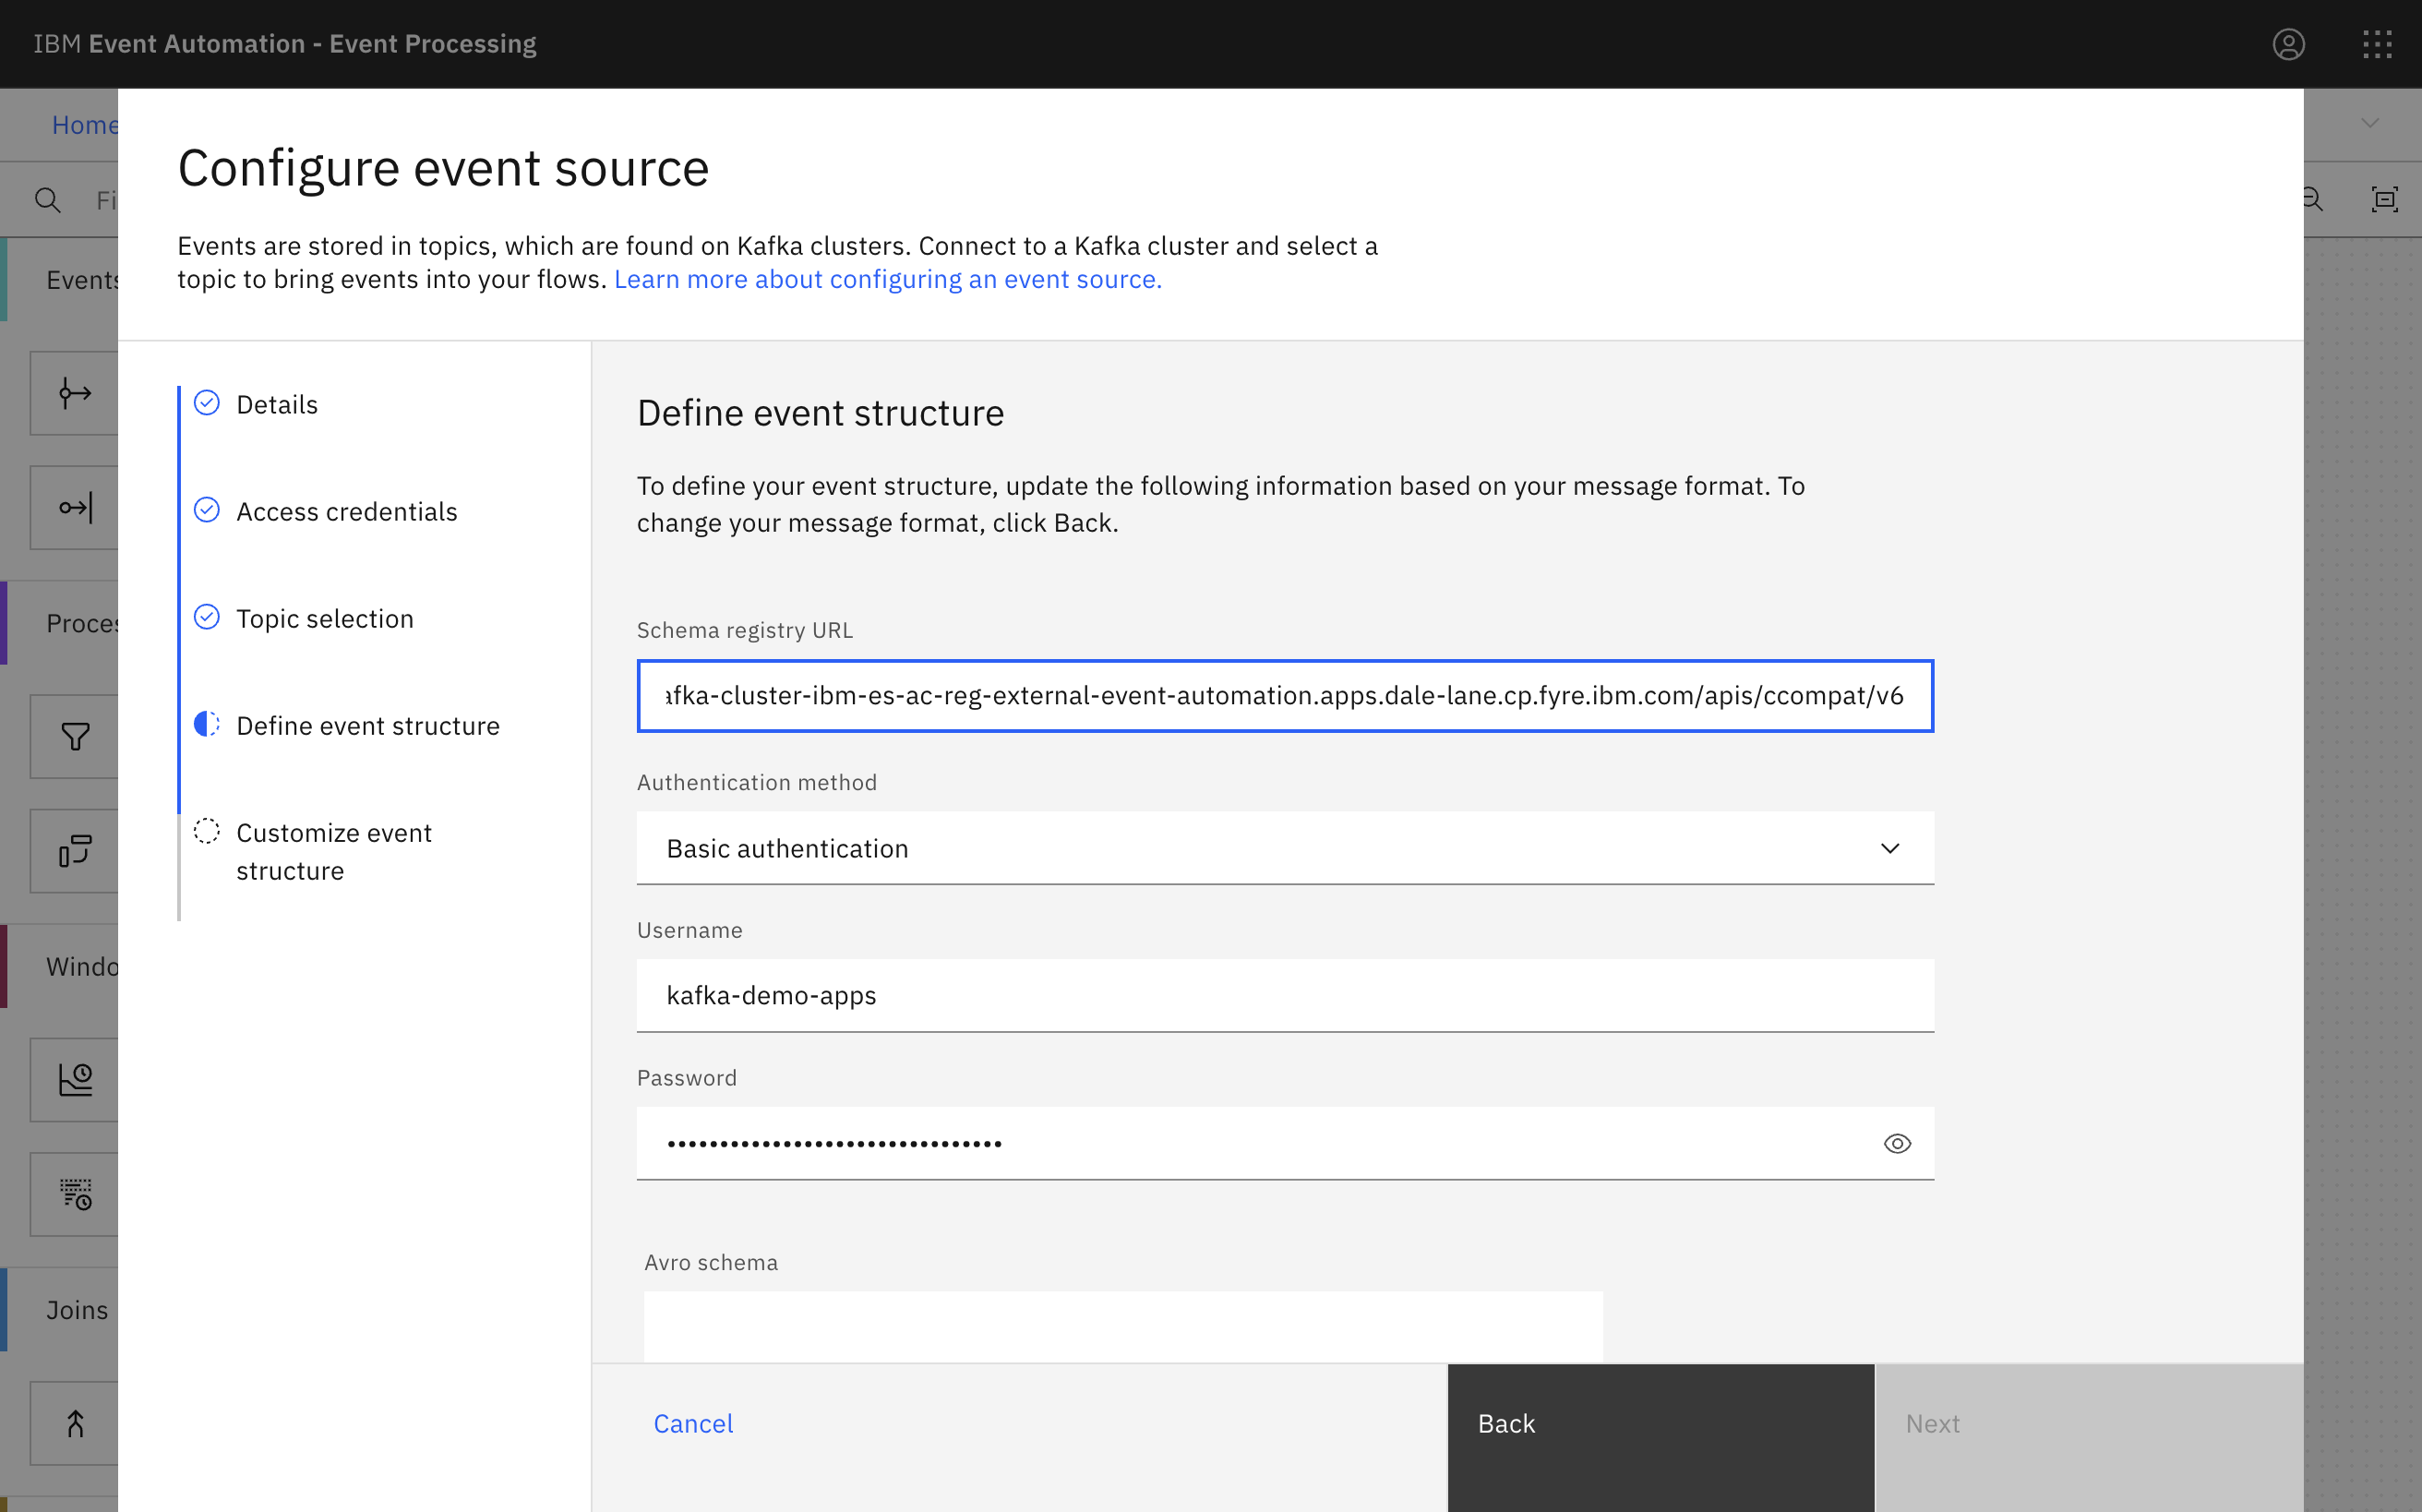 IBM Event Automation - Event Processing
Home
Fi
Configure event source
Events are stored in topics, which are found on Kafka clusters. Connect to a Kafka cluster and select a
topic to bring events into your flows. Learn more about configuring an event source.
Events
Proces
Windo
Joins
Details
Access credentials
Topic selection
Define event structure
Customize event
structure
Define event structure
To define your event structure, update the following information based on your message format. To
change your message format, click Back.
Schema registry URL
afka-cluster-ibm-es-ac-reg-external-event-automation.apps.dale-lane.cp.fyre.ibm.com/apis/ccompat/v6
Authentication method
Basic authentication
Username
kafka-demo-apps
Password
••••••••••••••••••••••••••••••••
Avro schema
Cancel
Back
Next